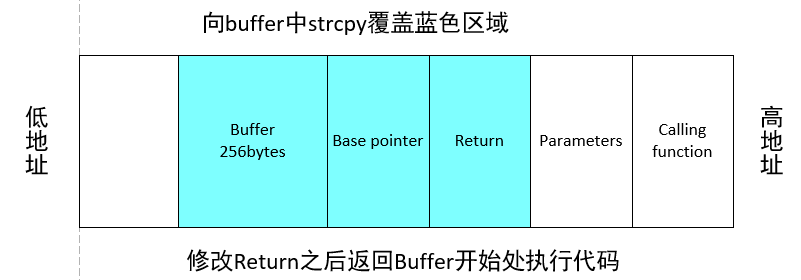 向buffer中strcpy覆盖蓝色区域
低地址
Buffer
256bytes
Base pointer
Return
Parameters
Calling
function
高地址
修改Return之后返回Buffer开始处执行代码